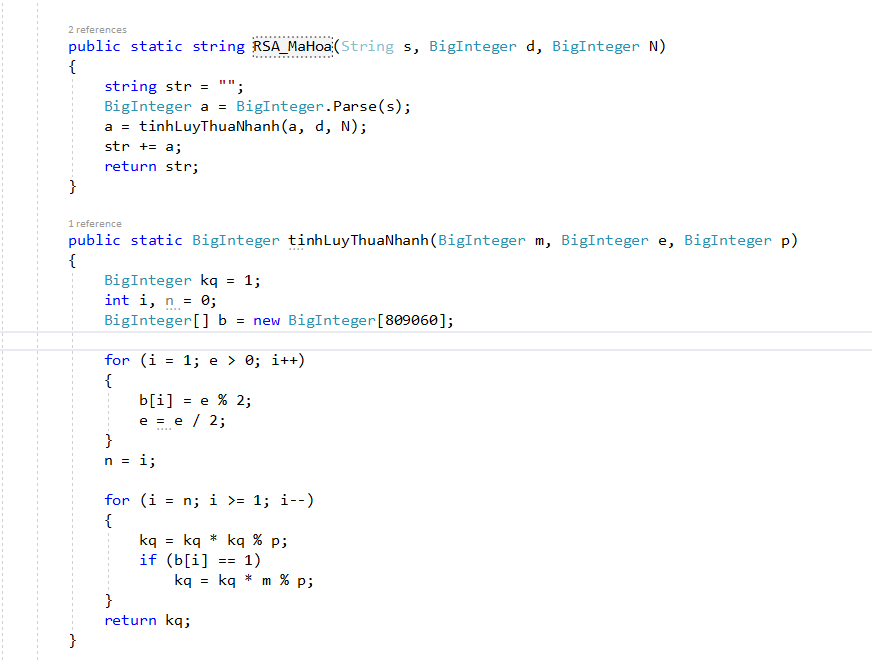 2 references
public static string RSA_MaHoa(String s, BigInteger d, BigInteger N)
{
string str = "";
BigInteger a = BigInteger.Parse(s);
a = tinhLuyThuaNhanh(a, d, N);
str += a;
return str;
}
1 reference
public static BigInteger tinhLuyThuaNhanh(BigInteger m, BigInteger e, BigInteger p)
{
BigInteger kq = 1;
int i, n = 0;
BigInteger[] b = new BigInteger[809060];
for (i = 1; e > 0; i++)
{
b[i] = e % 2;
e = e / 2;
}
n = i;
for (i = n; i >= 1; i--)
{
kq = kq * kq % p;
if (b[i] == 1)
kq = kq * m % p;
}
return kq;
}